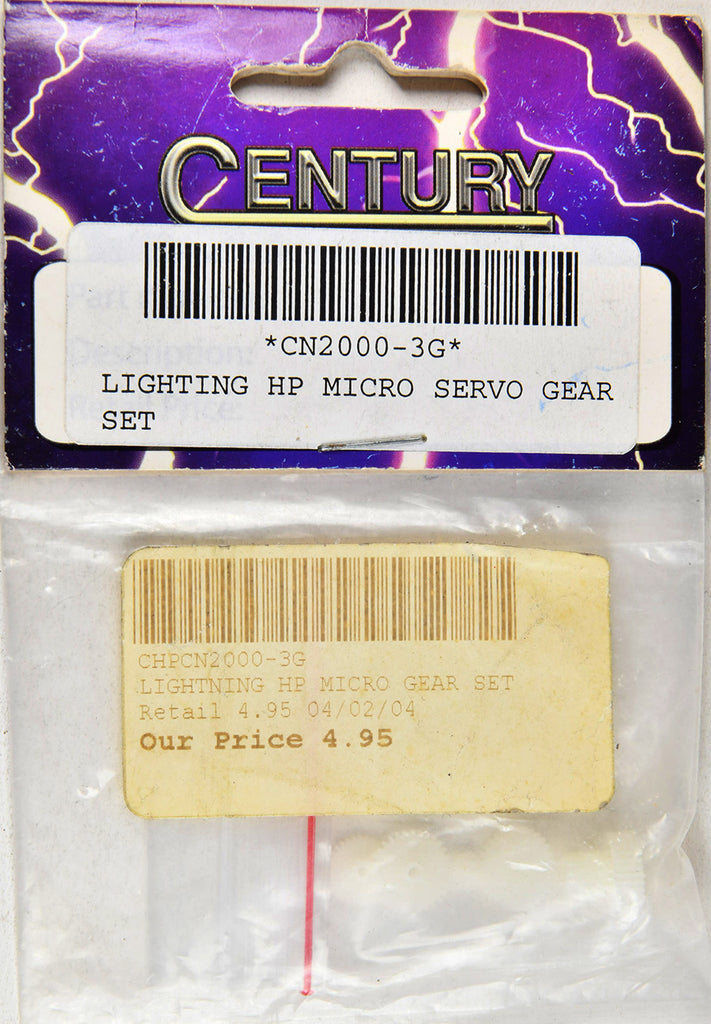 CENTURY
*CN2000-3G*
LIGHTING HP MICRO SERVO GEAR
SET
CHPCN2000-3G
LIGHTNING HP MICRO GEAR SET
Retail 4.95 04/02/04
Our Price 4.95